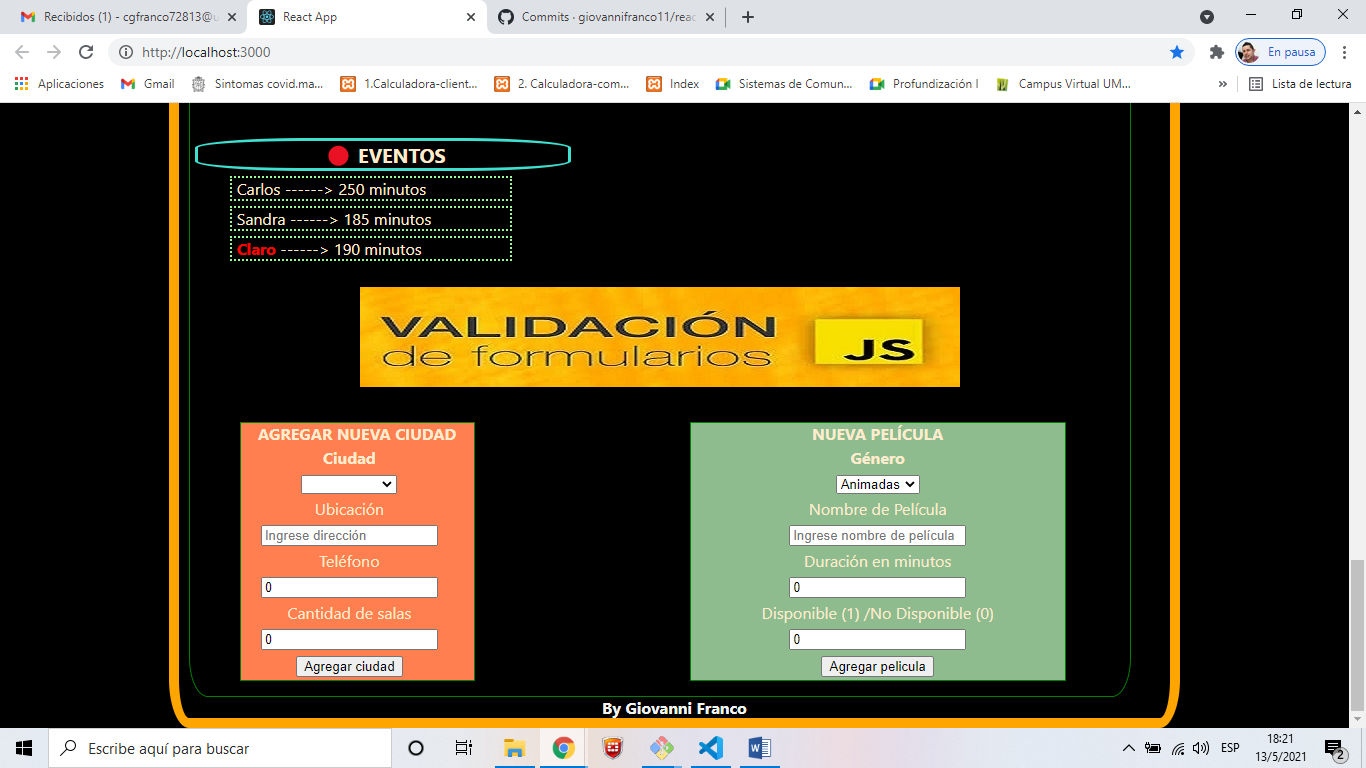 Recibidos (1) - cgfranco72813@u
React App
Commits · giovannifranco11/reac
http://localhost:3000
En pausa
Aplicaciones
Gmail
Sintomas covid.ma...
1.Calculadora-client...
2. Calculadora-com...
Index
Sistemas de Comun...
Profundización I
Campus Virtual UM...
»
Lista de lectura
EVENTOS
Carlos ------> 250 minutos
Sandra ------> 185 minutos
Claro ------> 190 minutos
VALIDACIÓN
de formularios
JS
AGREGAR NUEVA CIUDAD
Ciudad
Ubicación
Ingrese dirección
Teléfono
0
Cantidad de salas
0
Agregar ciudad
NUEVA PELÍCULA
Género
Animadas
Nombre de Película
Ingrese nombre de película
Duración en minutos
0
Disponible (1) /No Disponible (0)
0
Agregar pelicula
By Giovanni Franco
Escribe aquí para buscar
ESP
18:21
13/5/2021
2